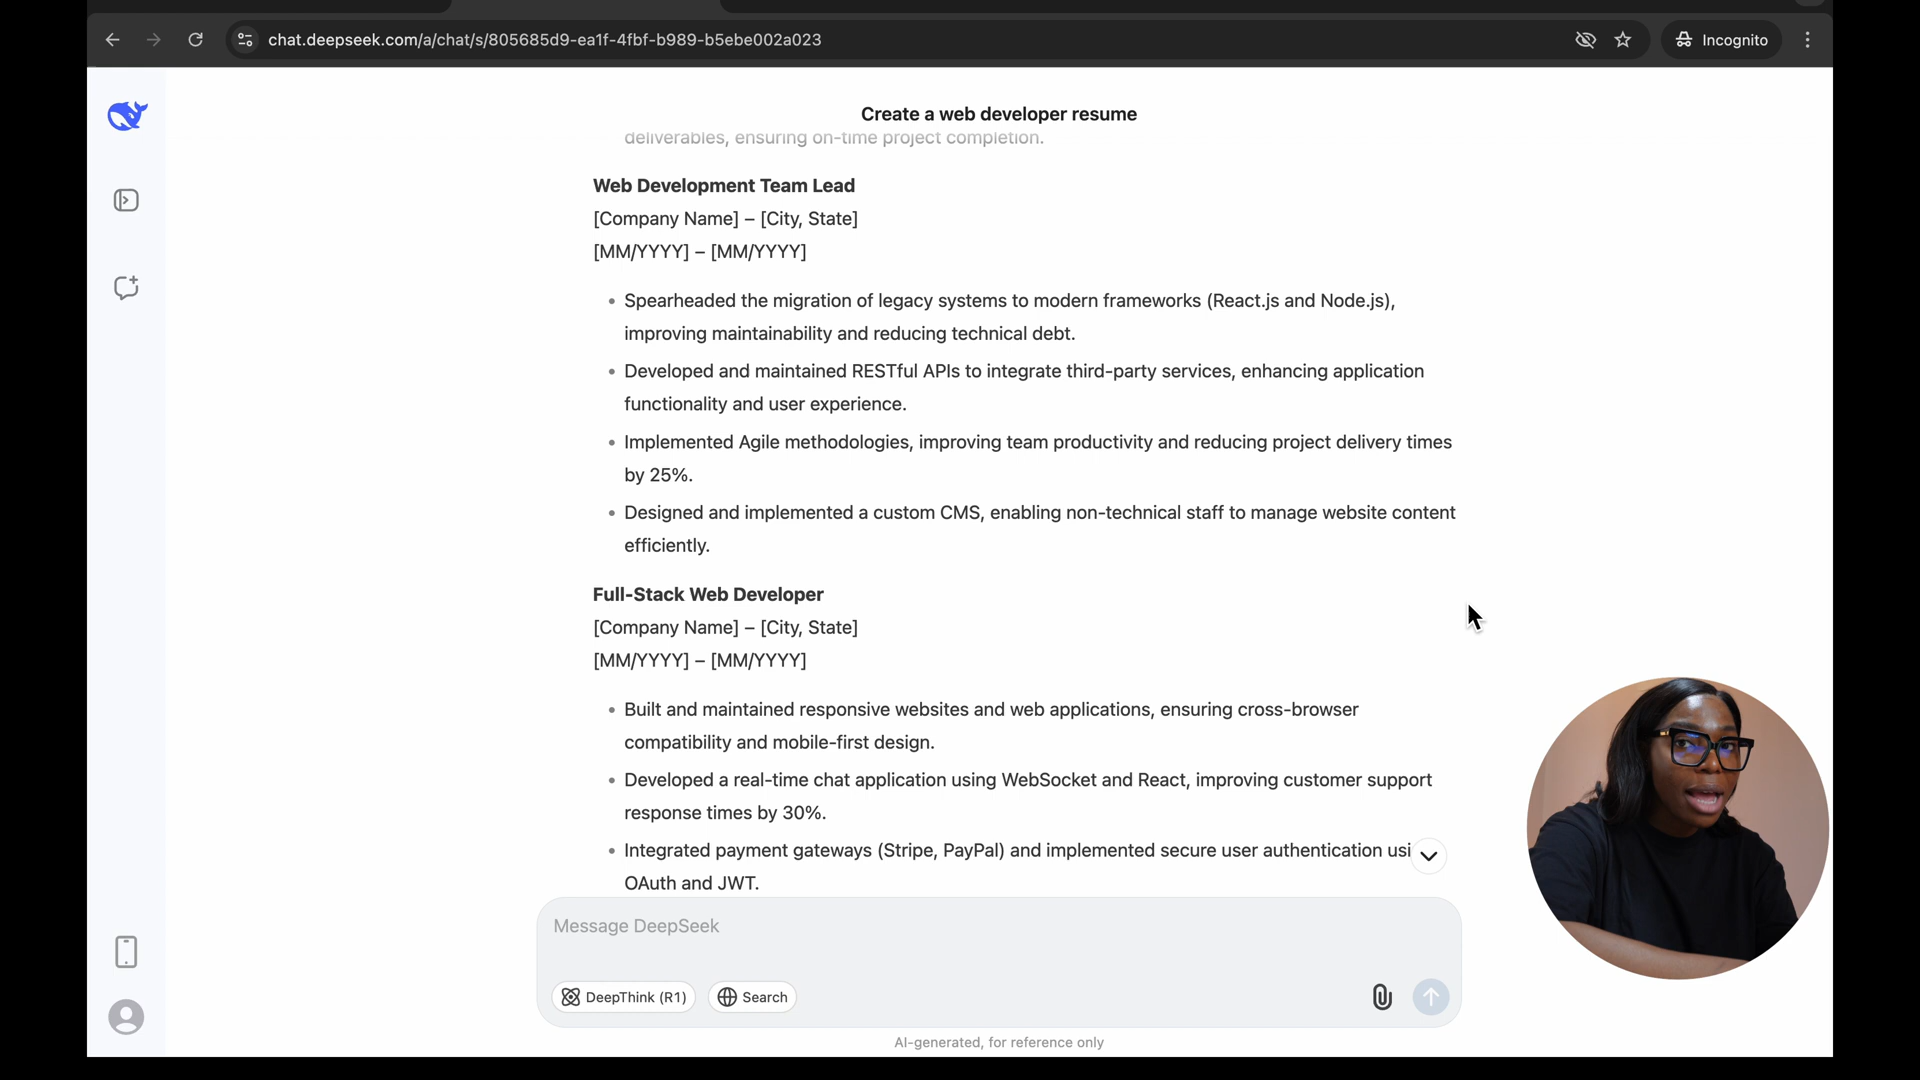 chat.deepseek.com/a/chat/s/805685d9-ea1f-4fbf-b989-b5ebe002a023
Incognito
Create a web developer resume
deliverables, ensuring on-time project completion.
Web Development Team Lead
[Company Name] – [City, State]
[MM/YYYY] – [MM/YYYY]
• Spearheaded the migration of legacy systems to modern frameworks (React.js and Node.js),
improving maintainability and reducing technical debt.
• Developed and maintained RESTful APIs to integrate third-party services, enhancing application
functionality and user experience.
• Implemented Agile methodologies, improving team productivity and reducing project delivery times
by 25%.
• Designed and implemented a custom CMS, enabling non-technical staff to manage website content
efficiently.
Full-Stack Web Developer
[Company Name] – [City, State]
[MM/YYYY] – [MM/YYYY]
• Built and maintained responsive websites and web applications, ensuring cross-browser
compatibility and mobile-first design.
• Developed a real-time chat application using WebSocket and React, improving customer support
response times by 30%.
• Integrated payment gateways (Stripe, PayPal) and implemented secure user authentication usi
OAuth and JWT.
Message DeepSeek
DeepThink (R1)
Search
AI-generated, for reference only